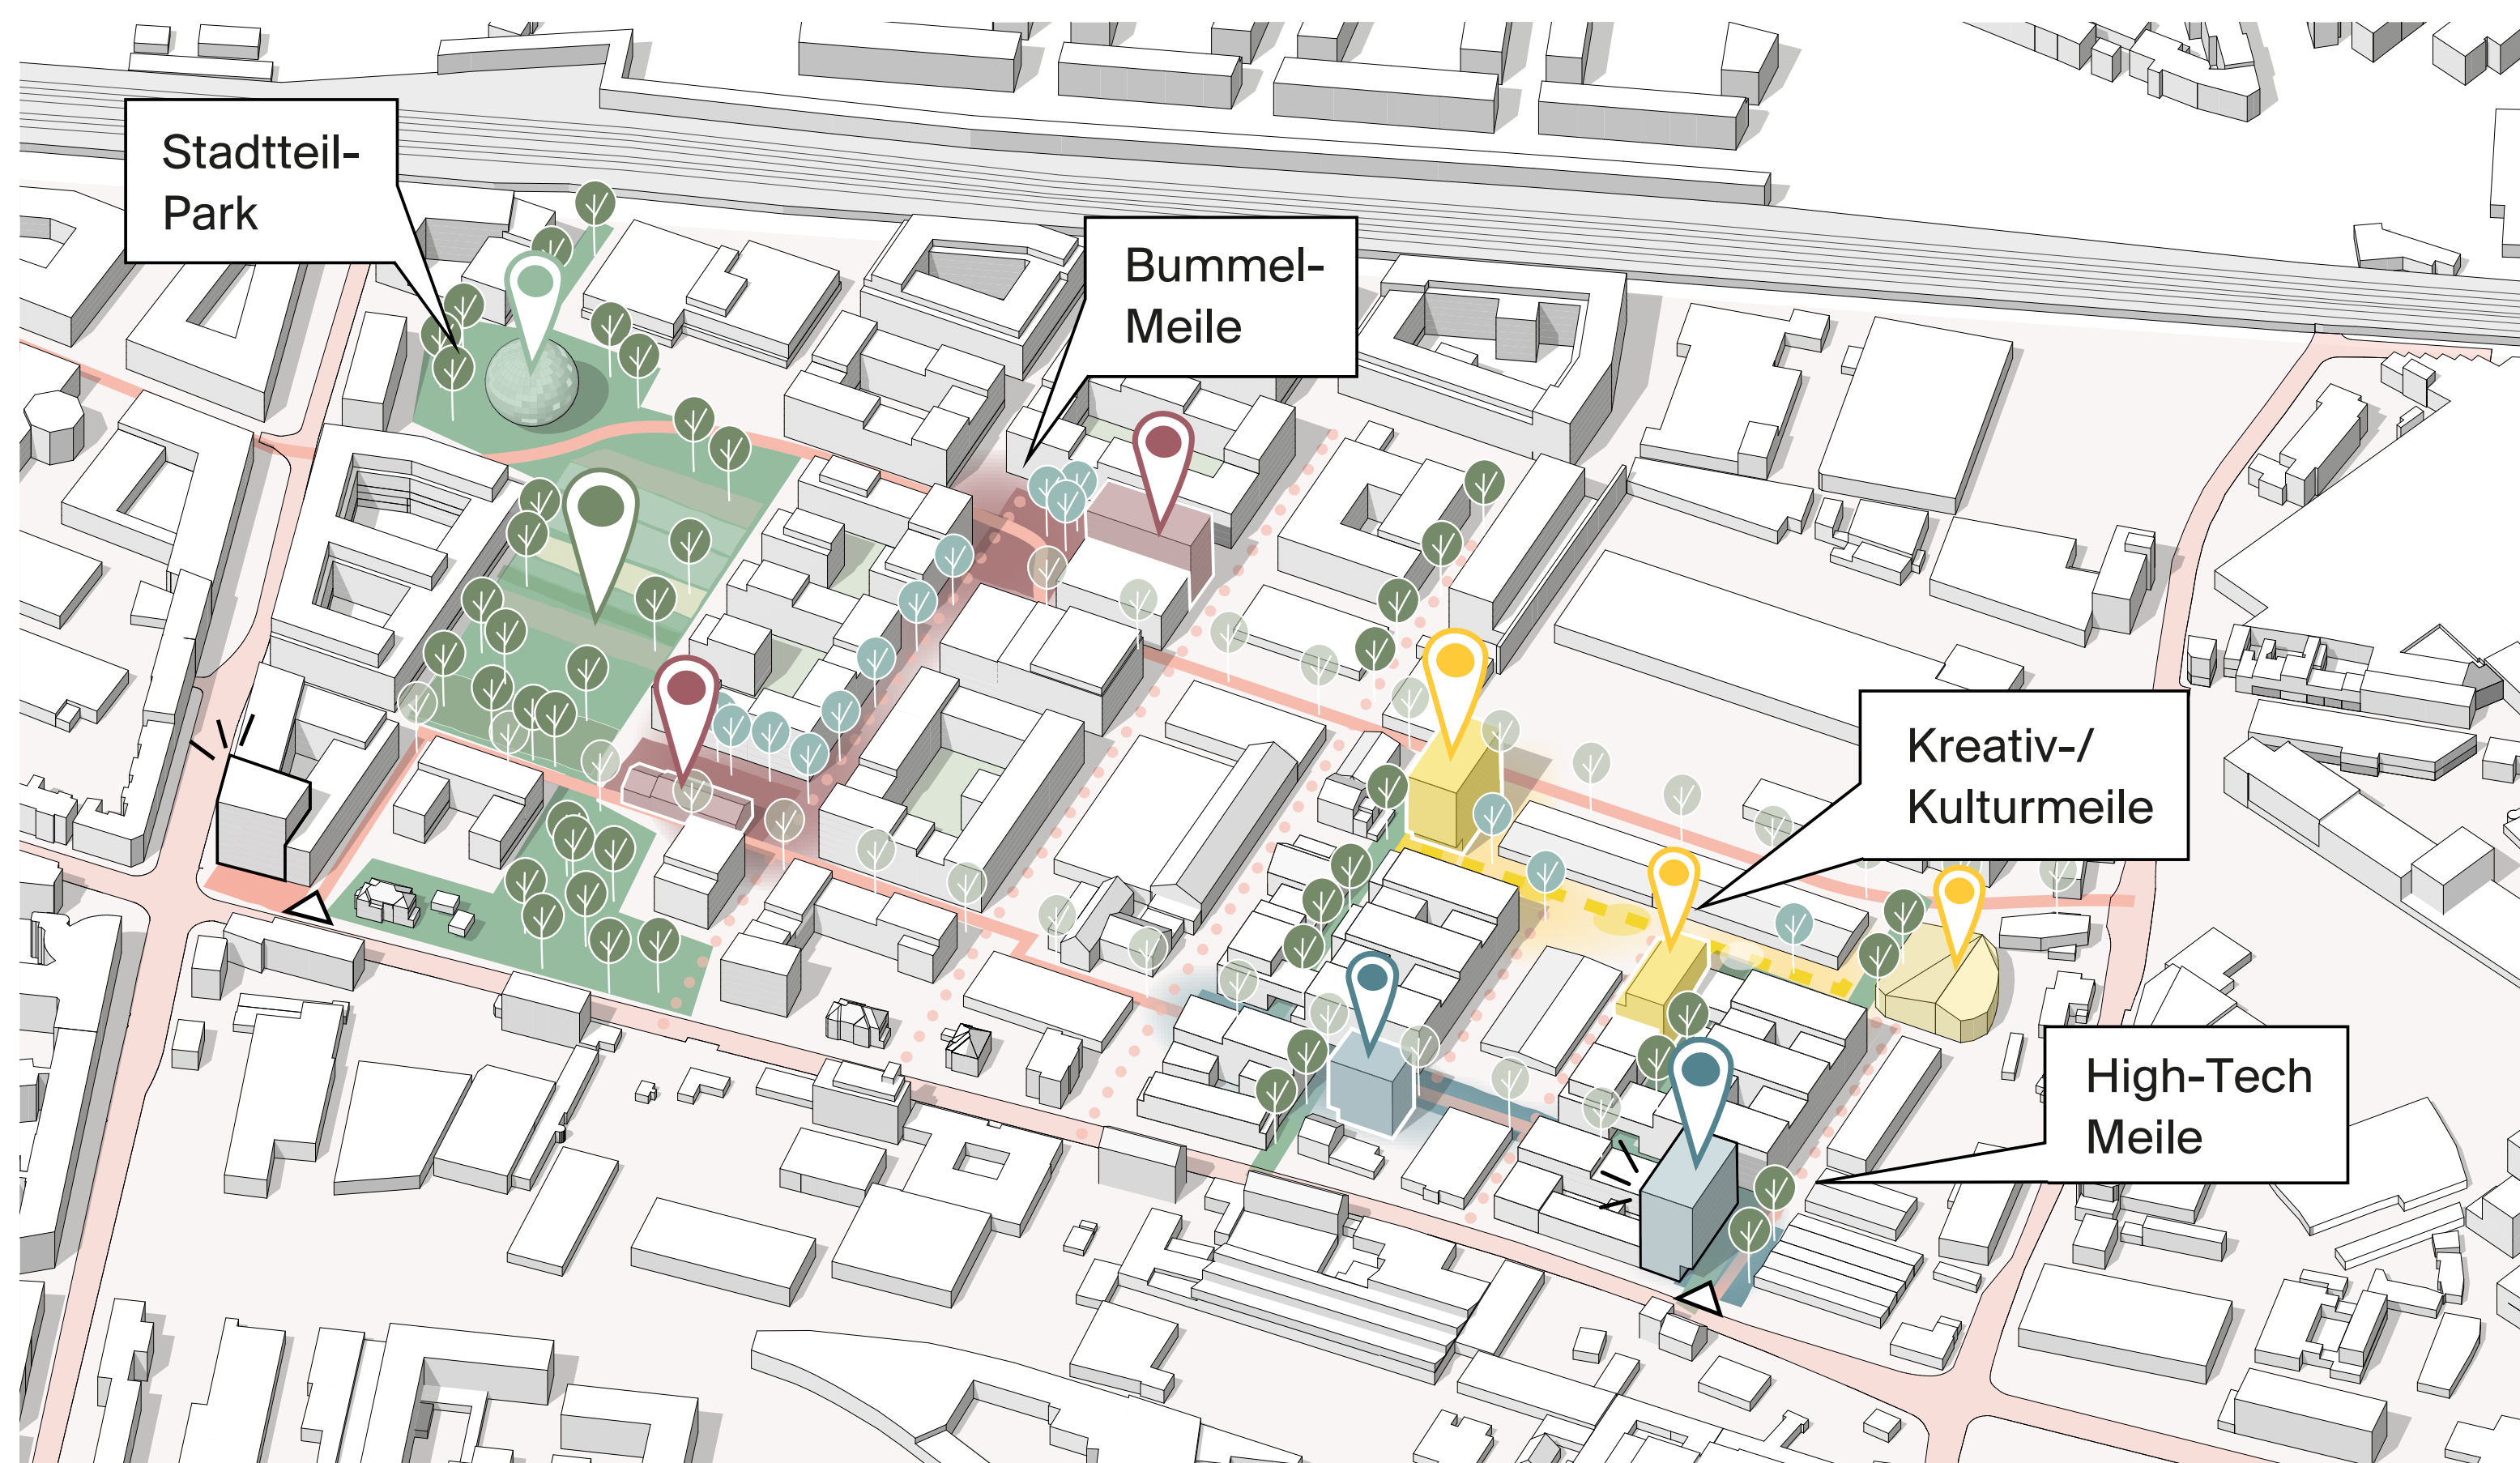 Stadtteil-
Park
Bummel-
Meile
Kreativ-/
Kulturmeile
High-Tech
Meile